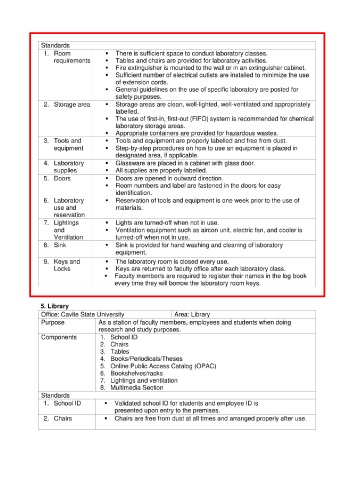 Standards
1. Room requirements
• There is sufficient space to conduct laboratory classes.
• Tables and chairs are provided for laboratory activities.
• Fire extinguisher is mounted to the wall or in an extinguisher cabinet.
• Sufficient number of electrical outlets are installed to minimize the use
of extension cords.
• General guidelines on the use of specific laboratory are posted for
safety purposes.
2. Storage area
• Storage areas are clean, well-lighted, well-ventilated and appropriately
labelled.
• The use of first-in, first-out (FIFO) system is recommended for chemical
laboratory storage areas.
• Appropriate containers are provided for hazardous wastes.
3. Tools and
equipment
• Tools and equipment are properly labelled and free from dust.
• Step-by-step procedures on how to use an equipment is placed in
designated area, if applicable.
4. Laboratory
supplies
• Glassware are placed in a cabinet with glass door.
• All supplies are properly labelled.
5. Doors
• Doors are opened in outward direction.
• Room numbers and label are fastened in the doors for easy
identification.
6. Laboratory
use and
reservation
• Reservation of tools and equipment is one week prior to the use of
materials.
7. Lightings
and
Ventilation
• Lights are turned-off when not in use.
• Ventilation equipment such as aircon unit, electric fan, and cooler is
turned-off when not in use.
8. Sink
• Sink is provided for hand washing and cleaning of laboratory
equipment.
9. Keys and
Locks
• The laboratory room is closed every use.
• Keys are returned to faculty office after each laboratory class.
• Faculty members are required to register their names in the log book
every time they will borrow the laboratory room keys.
5. Library
Office: Cavite State University Area: Library
Purpose
As a station of faculty members, employees and students when doing
research and study purposes.
Components
1. School ID
2. Chairs
3. Tables
4. Books/Periodicals/Theses
5. Online Public Access Catalog (OPAC)
6. Bookshelves/racks
7. Lightings and ventilation
8. Multimedia Section
Standards
1. School ID
• Validated school ID for students and employee ID is
presented upon entry to the premises.
2. Chairs
• Chairs are free from dust at all times and arranged properly after use.